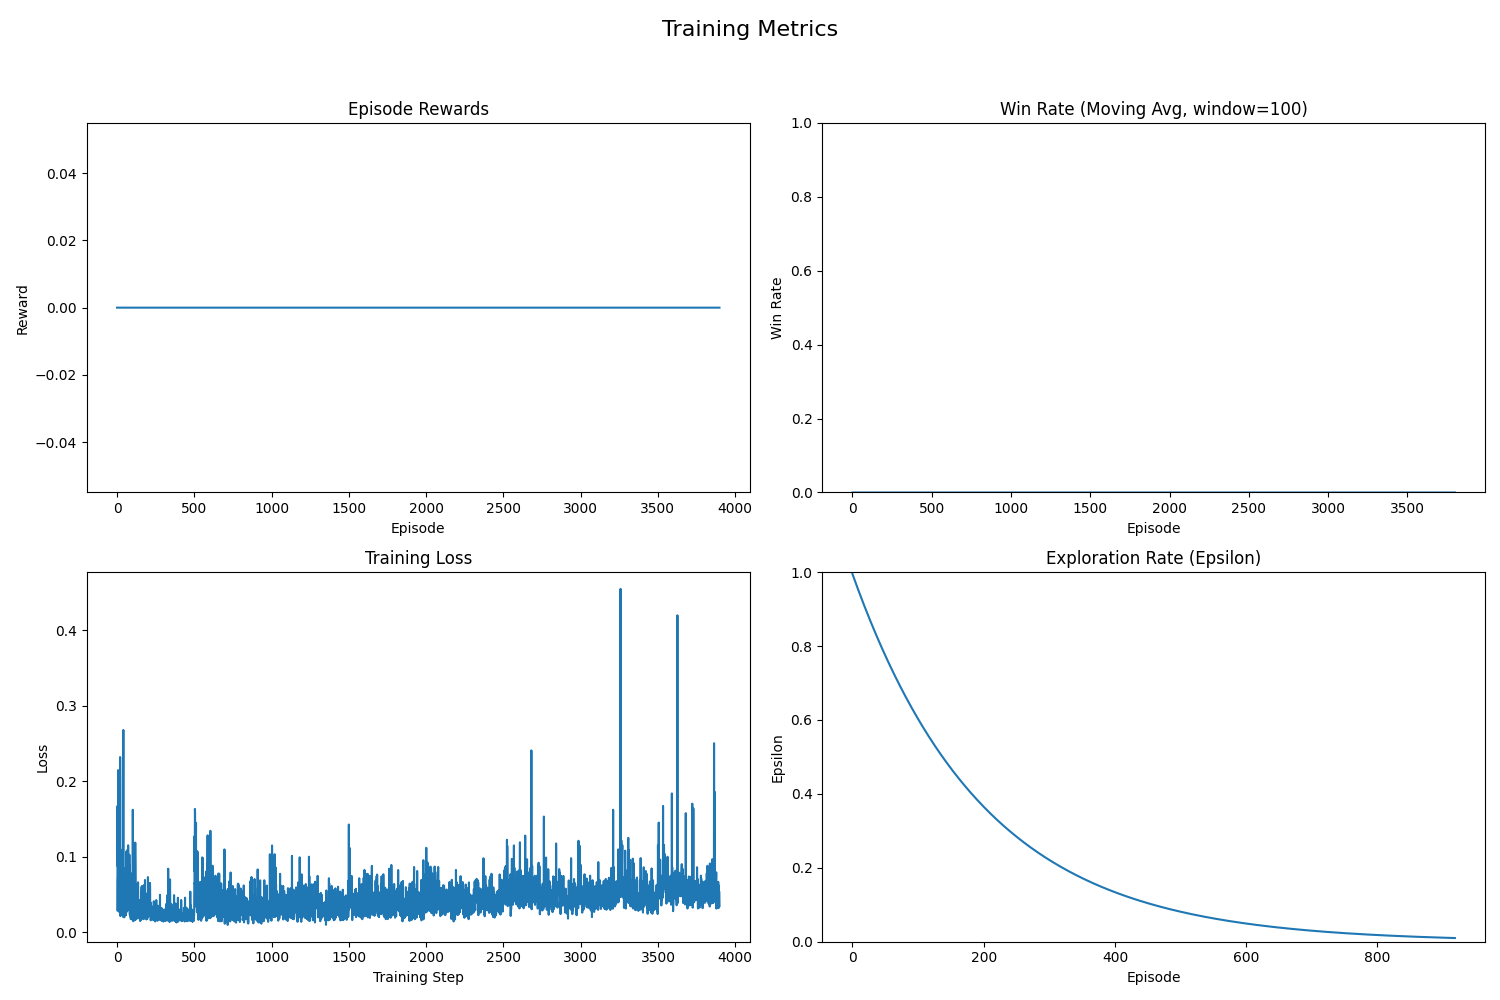 Training Metrics
Episode Rewards
0.04
0.02
0.00
−0.02
−0.04
Reward
0 500 1000 1500 2000 2500 3000 3500 4000
Episode
Win Rate (Moving Avg, window=100)
1.0
0.8
0.6
0.4
0.2
0.0
Win Rate
0 500 1000 1500 2000 2500 3000 3500
Episode
Training Loss
0.4
0.3
0.2
0.1
0.0
Loss
0 500 1000 1500 2000 2500 3000 3500 4000
Training Step
Exploration Rate (Epsilon)
1.0
0.8
0.6
0.4
0.2
0.0
Epsilon
0 200 400 600 800
Episode